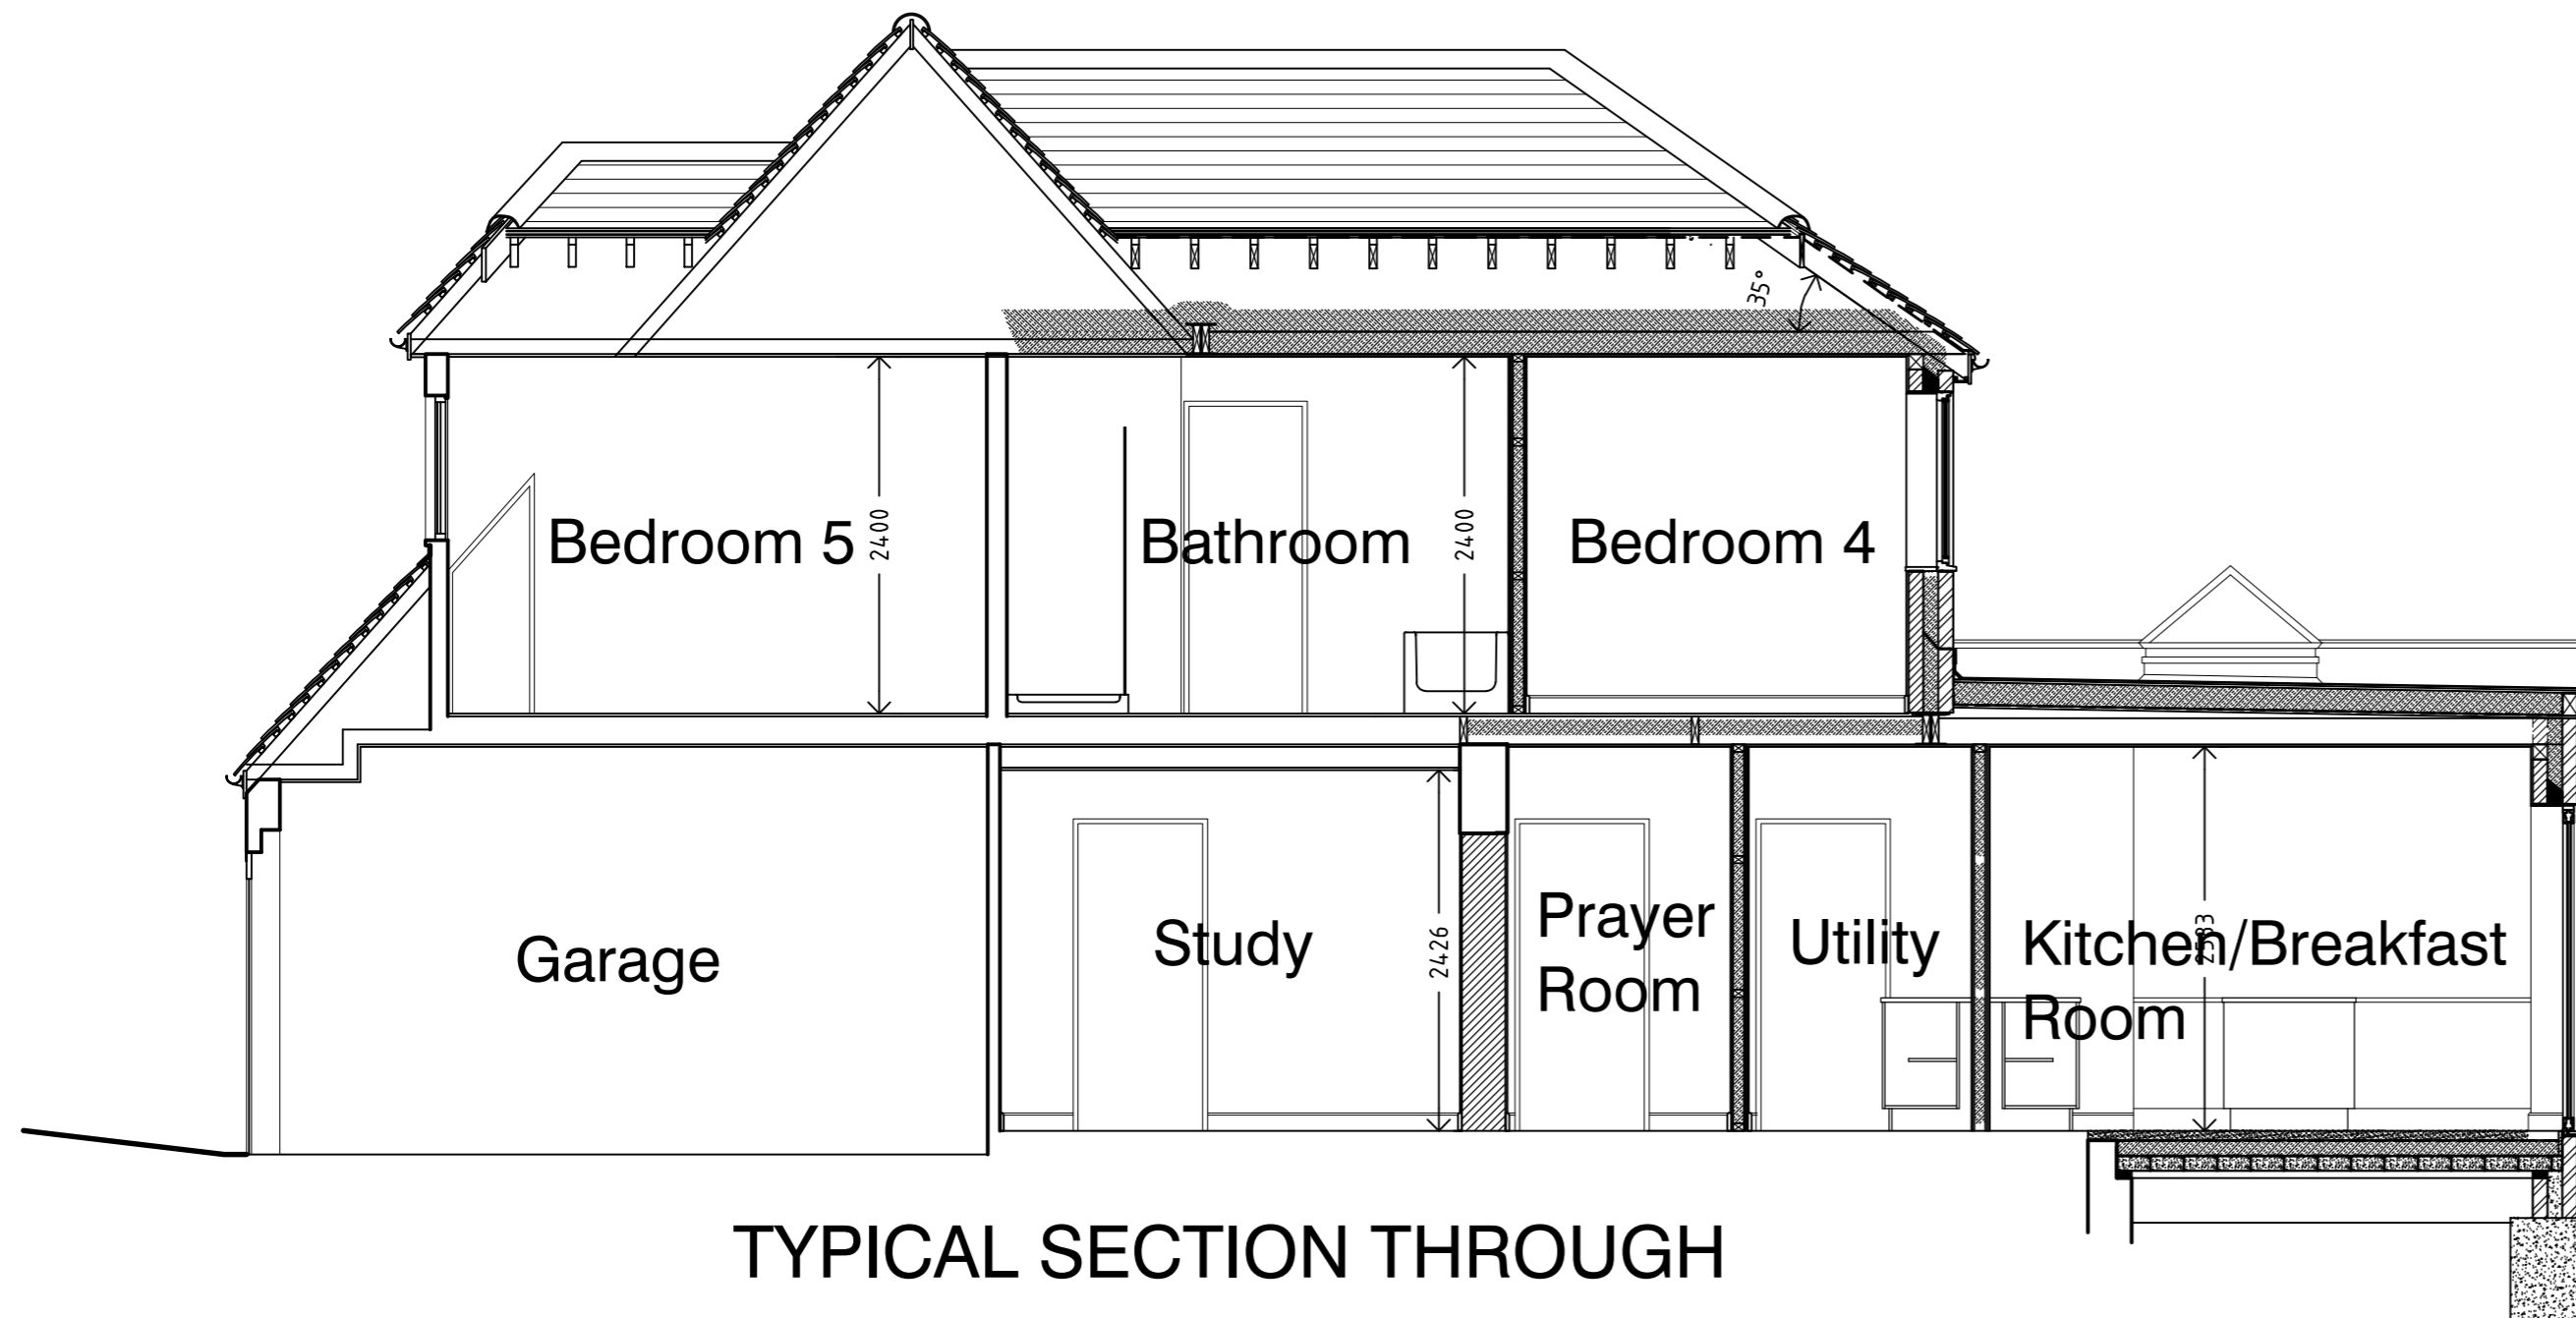 35°
Bedroom 5
2400
Bathroom
2400
Bedroom 4
Garage
Study
2426
Prayer
Room
Utility
Kitchen/Breakfast
Room
TYPICAL SECTION THROUGH